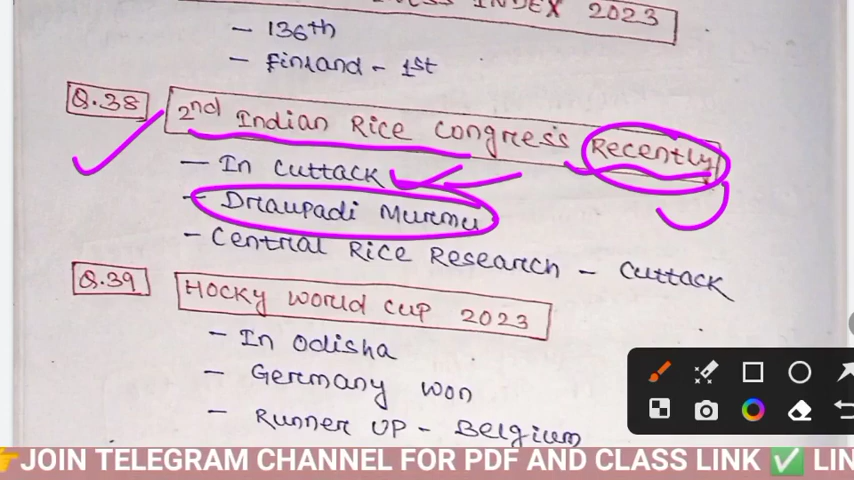 INDEX 2023
- 136th
- Finland - 1st
Q.38 2nd Indian Rice Congress Recently
- In Cuttack
- Draupadi Murmu
- Central Rice Research - Cuttack
Q.39 HOCKY WORLD CUP 2023
- In Odisha
- Germany won
- Runner UP - Belgium
👉JOIN TELEGRAM CHANNEL FOR PDF AND CLASS LINK ✅ LIN